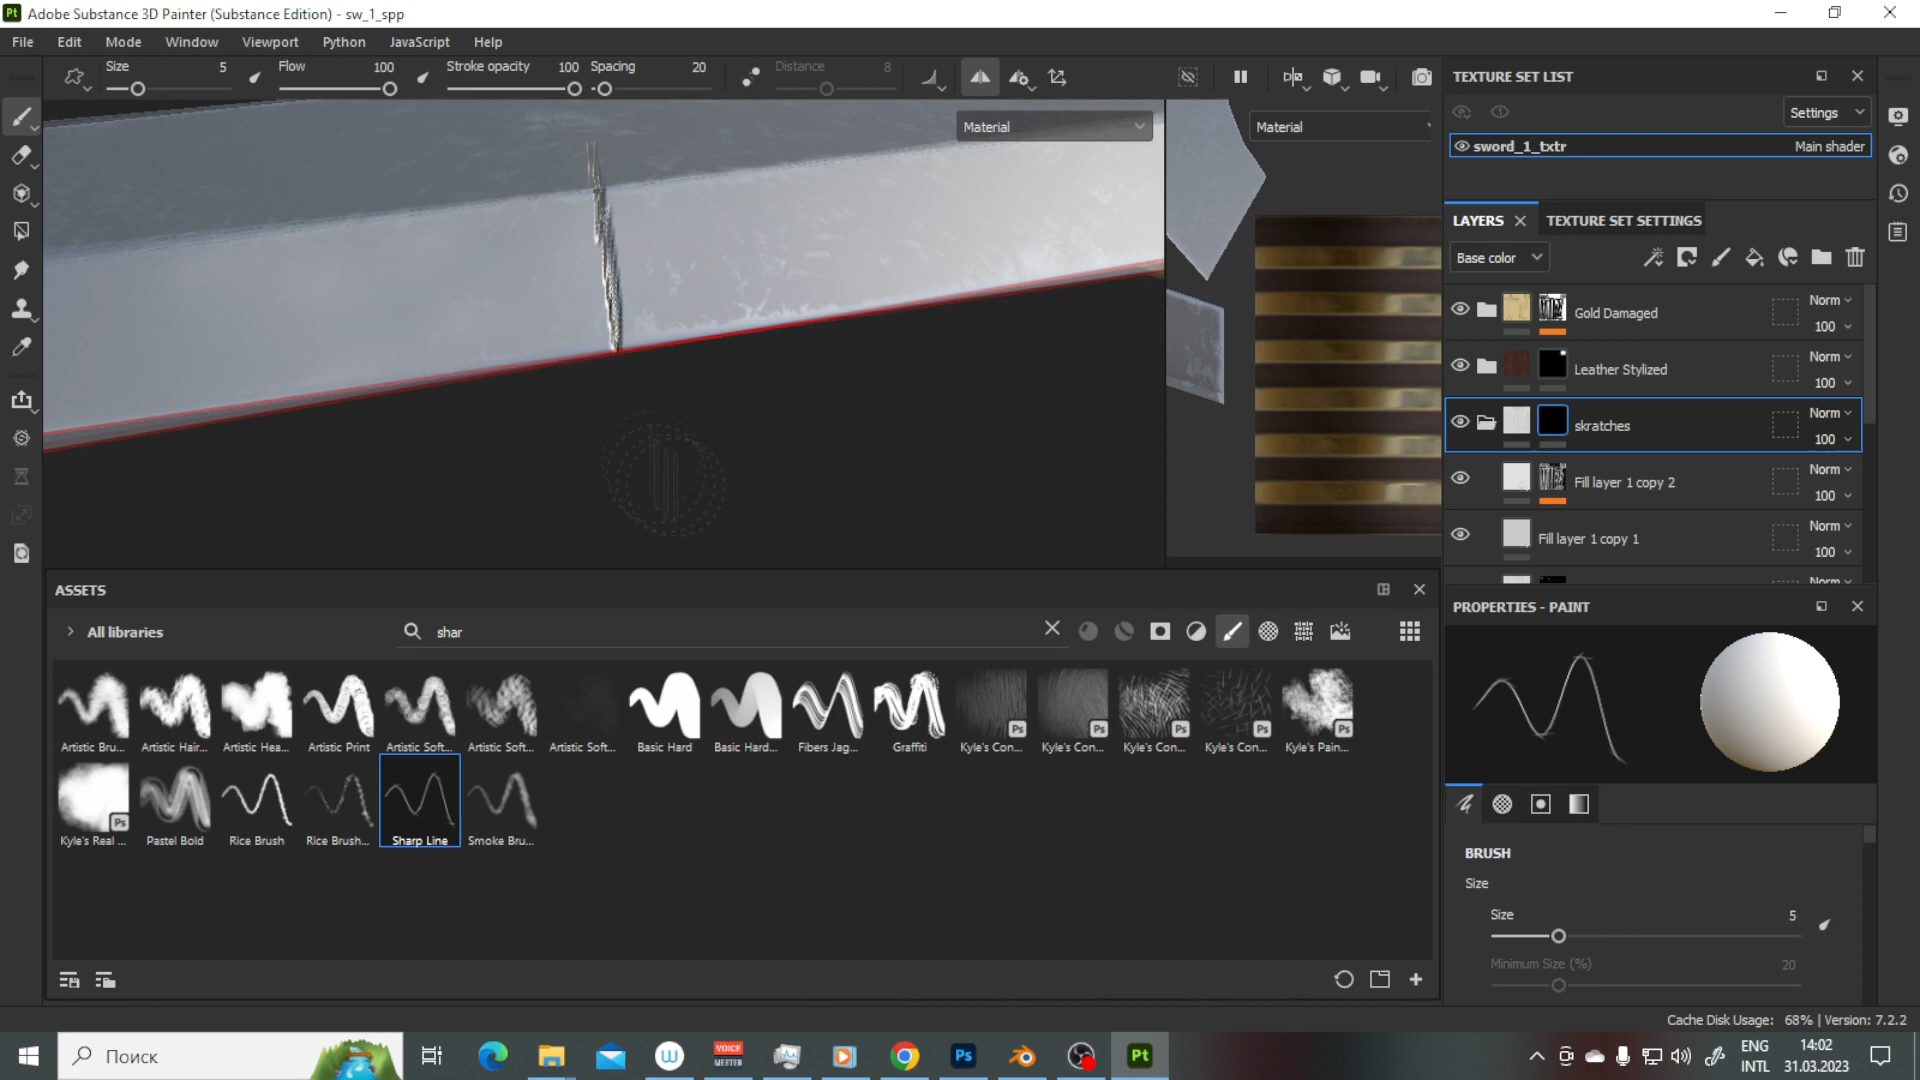 Adobe Substance 3D Painter (Substance Edition) - sw_1_spp
File Edit Mode Window Viewport Python JavaScript Help
Size 5 Flow 100 Stroke opacity 100 Spacing 20 Distance 8
Material
Material
TEXTURE SET LIST
Settings
sword_1_txtr Main shader
LAYERS TEXTURE SET SETTINGS
Base color
Gold Damaged Norm 100
Leather Stylized Norm 100
skratches Norm 100
Fill layer 1 copy 2 Norm 100
Fill layer 1 copy 1 Norm 100
Norm
ASSETS
All libraries shar
Artistic Bru... Artistic Hair... Artistic Hea... Artistic Print Artistic Soft... Artistic Soft... Artistic Soft... Basic Hard Basic Hard... Fibers Jag... Graffiti Kyle's Con... Kyle's Con... Kyle's Con... Kyle's Con... Kyle's Pain...
Kyle's Real ... Pastel Bold Rice Brush Rice Brush... Sharp Line Smoke Bru...
PROPERTIES - PAINT
BRUSH
Size
Size 5
Minimum Size (%) 20
Cache Disk Usage: 68% | Version: 7.2.2
Поиск
VOICE
MEETER
Ps
Pt
ENG
INTL
14:02
31.03.2023